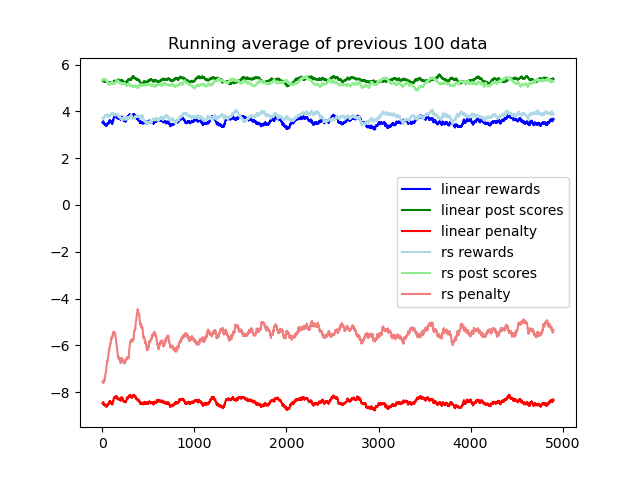 Running average of previous 100 data
6
4
2
0
−2
−4
−6
−8
linear rewards
linear post scores
linear penalty
rs rewards
rs post scores
rs penalty
0 1000 2000 3000 4000 5000